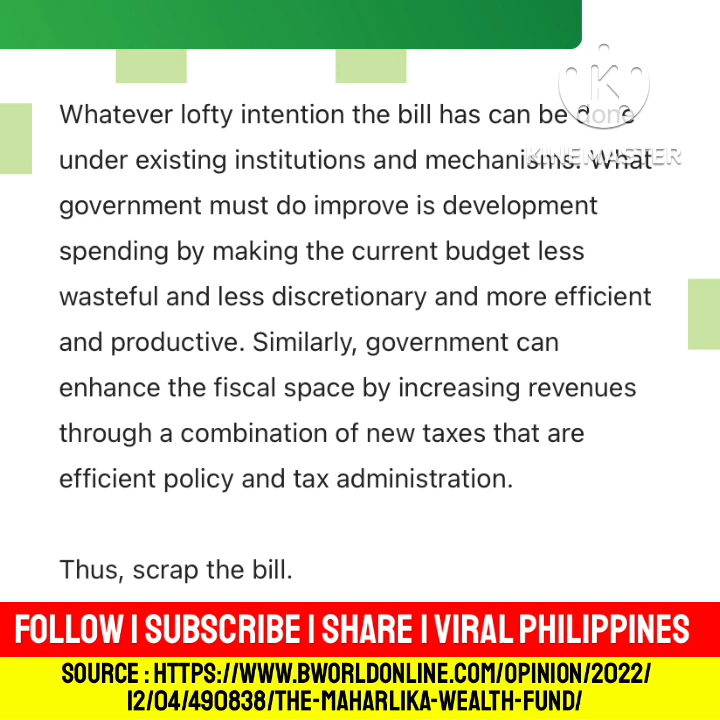 Whatever lofty intention the bill has can be done
under existing institutions and mechanisms. What
government must do improve is development
spending by making the current budget less
wasteful and less discretionary and more efficient
and productive. Similarly, government can
enhance the fiscal space by increasing revenues
through a combination of new taxes that are
efficient policy and tax administration.
Thus, scrap the bill.
K
KINEMASTER
FOLLOW | SUBSCRIBE | SHARE | VIRAL PHILIPPINES
SOURCE : HTTPS://WWW.BWORLDONLINE.COM/OPINION/2022/
12/04/490838/THE-MAHARLIKA-WEALTH-FUND/